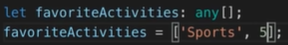 let favoriteActivities: any[];
favoriteActivities = ['Sports', 5];